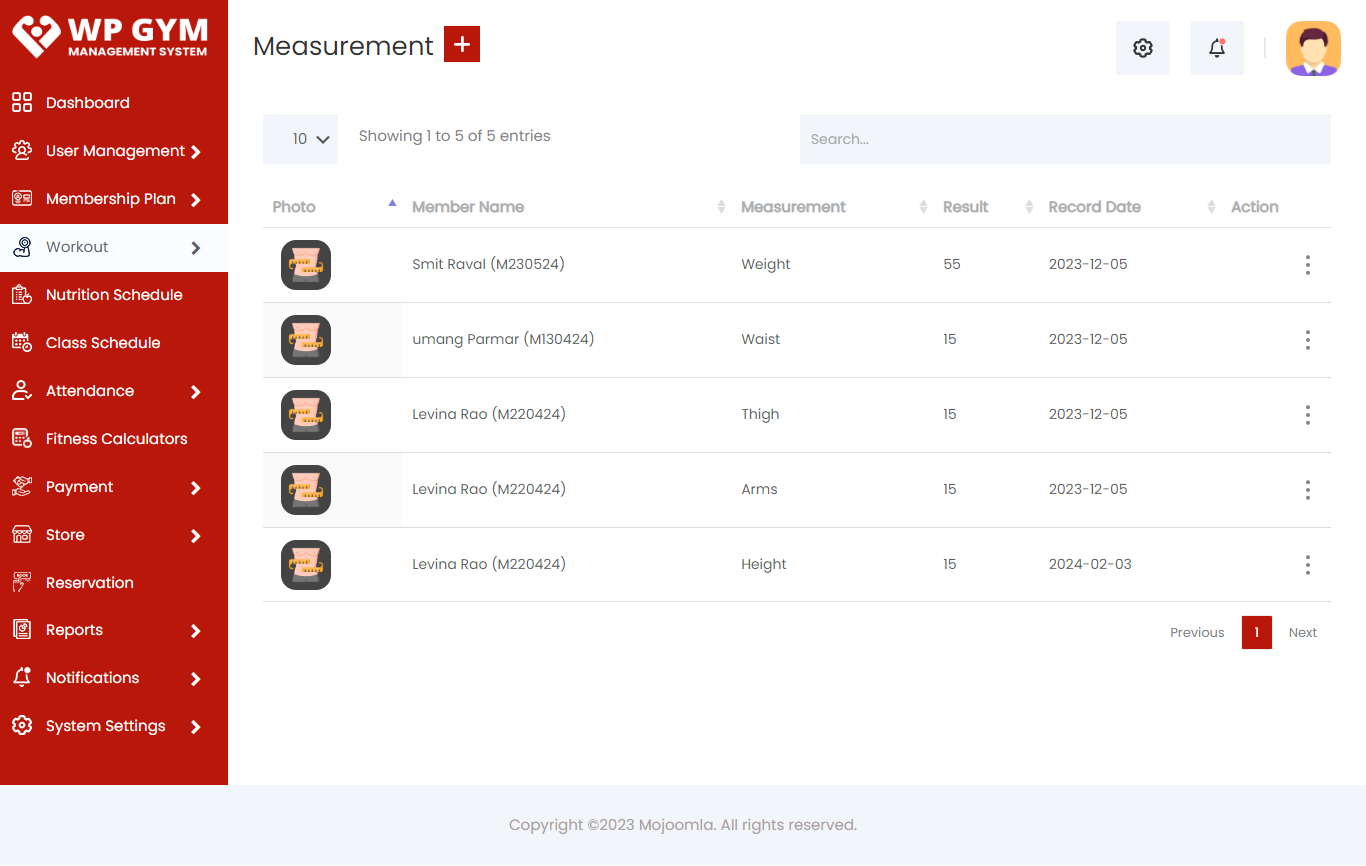 WP GYM
MANAGEMENT SYSTEM
Dashboard
User Management
Membership Plan
Workout
Nutrition Schedule
Class Schedule
Attendance
Fitness Calculators
Payment
Store
Reservation
Reports
Notifications
System Settings
Measurement +
10 Showing 1 to 5 of 5 entries Search...
Photo Member Name Measurement Result Record Date Action
Smit Raval (M230524) Weight 55 2023-12-05
umang Parmar (M130424) Waist 15 2023-12-05
Levina Rao (M220424) Thigh 15 2023-12-05
Levina Rao (M220424) Arms 15 2023-12-05
Levina Rao (M220424) Height 15 2024-02-03
Previous 1 Next
Copyright ©2023 Mojoomla. All rights reserved.